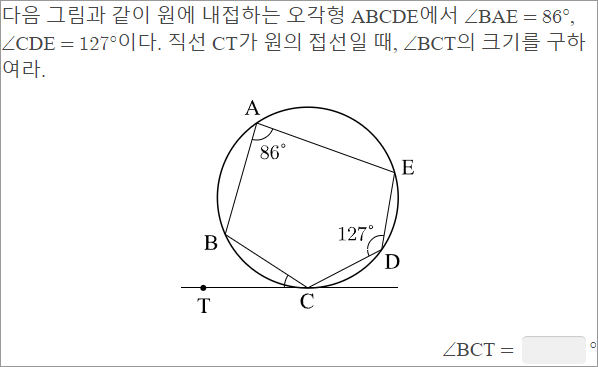 다음 그림과 같이 원에 내접하는 오각형 ABCDE에서 ∠BAE = 86°,
∠CDE = 127°이다. 직선 CT가 원의 접선일 때, ∠BCT의 크기를 구하
여라.
A
86°
E
127°
B
D
T
C
∠BCT = °